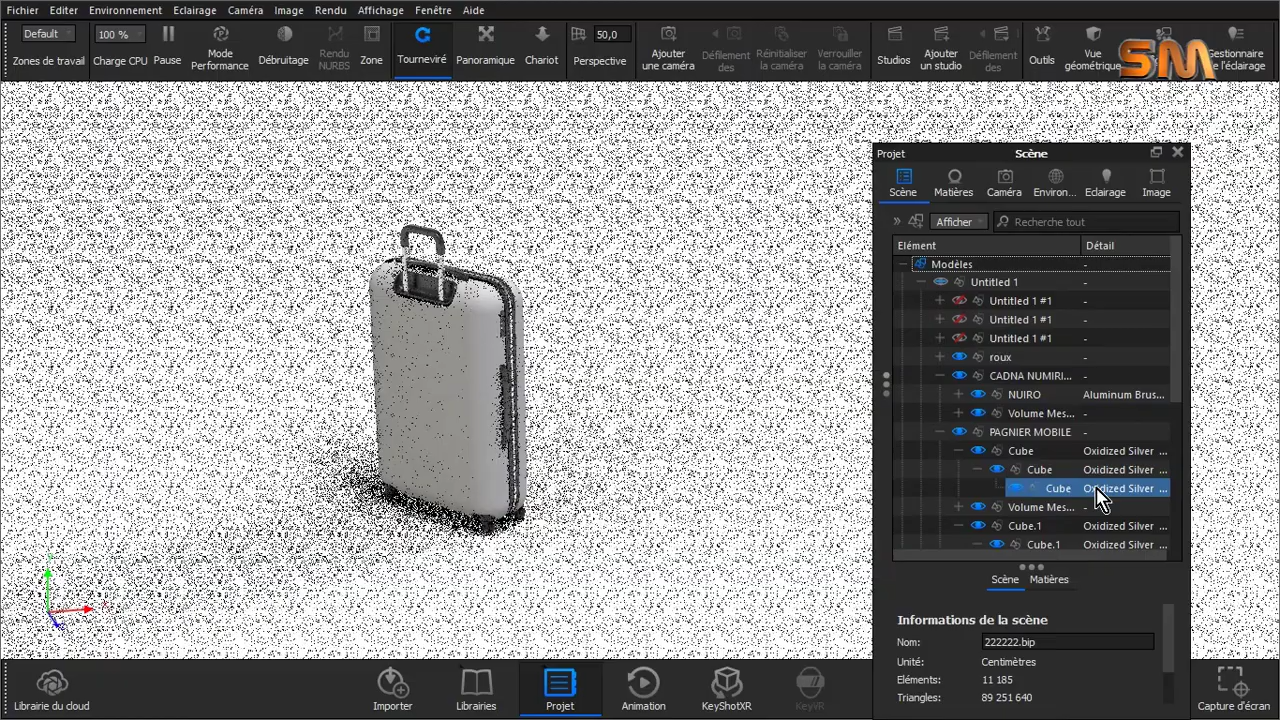 Fichier Editer Environnement Eclairage Caméra Image Rendu Affichage Fenêtre Aide
Default
Zones de travail
100 %
Charge CPU
Pause
Mode
Performance
Débruitage
Rendu
NURBS
Zone
Tourneviré
Panoramique
Chariot
50,0
Perspective
Ajouter
une caméra
Défilement
des
Réinitialiser
la caméra
Verrouiller
la caméra
Studios
Ajouter
un studio
Défilement
des
Outils
Vue
géométrique
Gestionnaire
de l'éclairage
SM
Projet Scène
Scène Matières Caméra Environ... Eclairage Image
» Afficher Recherche tout
Elément Détail
Modèles -
Untitled 1 -
Untitled 1 #1 -
Untitled 1 #1 -
Untitled 1 #1 -
roux -
CADNA NUMIRI... -
NUIRO Aluminum Brus...
Volume Mes... -
PAGNIER MOBILE -
Cube Oxidized Silver ...
Cube Oxidized Silver ...
Cube Oxidized Silver ...
Volume Mes... -
Cube.1 Oxidized Silver ...
Cube.1 Oxidized Silver ...
Scène Matières
Informations de la scène
Nom: 222222.bip
Unité: Centimètres
Eléments: 11 185
Triangles: 89 251 640
Librairie du cloud
Importer
Librairies
Projet
Animation
KeyShotXR
KeyVR
Capture d'écran